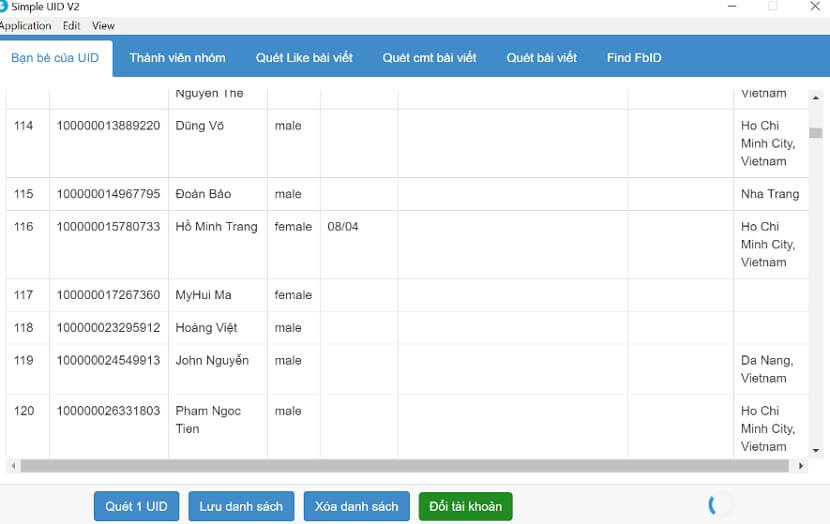 Simple UID V2
Application Edit View
Bạn bè của UID Thành viên nhóm Quét Like bài viết Quét cmt bài viết Quét bài viết Find FbID
Nguyen The Vietnam
114 100000013889220 Dũng Võ male Ho Chi
Minh City,
Vietnam
115 100000014967795 Đoàn Bảo male Nha Trang
116 100000015780733 Hồ Minh Trang female 08/04 Ho Chi
Minh City,
Vietnam
117 100000017267360 MyHui Ma female
118 100000023295912 Hoàng Việt male
119 100000024549913 John Nguyễn male Da Nang,
Vietnam
120 100000026331803 Pham Ngoc male Ho Chi
Tien Minh City,
Vietnam
Quét 1 UID Lưu danh sách Xóa danh sách Đổi tài khoản